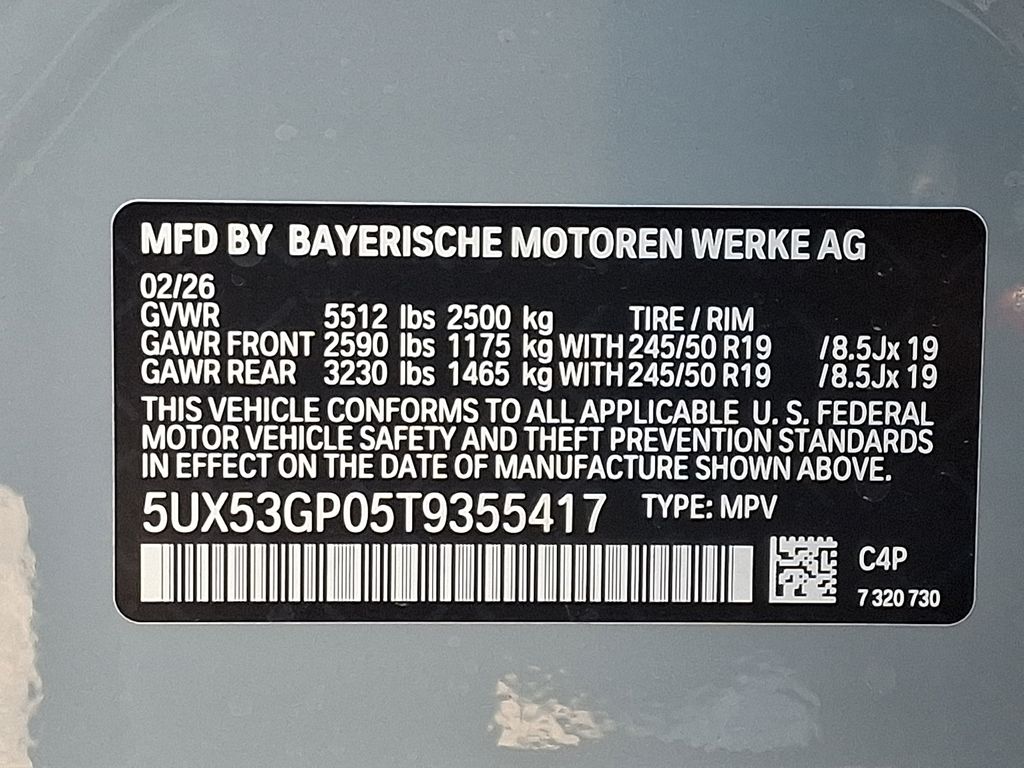 MFD BY BAYERISCHE MOTOREN WERKE AG
02/26
GVWR 5512 lbs 2500 kg TIRE / RIM
GAWR FRONT 2590 lbs 1175 kg WITH 245/50 R19 /8.5Jx 19
GAWR REAR 3230 lbs 1465 kg WITH 245/50 R19 /8.5Jx 19
THIS VEHICLE CONFORMS TO ALL APPLICABLE U. S. FEDERAL
MOTOR VEHICLE SAFETY AND THEFT PREVENTION STANDARDS
IN EFFECT ON THE DATE OF MANUFACTURE SHOWN ABOVE.
5UX53GP05T9355417 TYPE: MPV
C4P
7 320 730